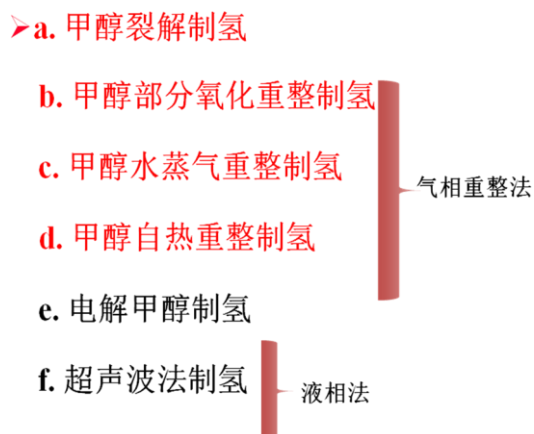 a. 甲醇裂解制氢
b. 甲醇部分氧化重整制氢
c. 甲醇水蒸气重整制氢
气相重整法
d. 甲醇自热重整制氢
e. 电解甲醇制氢
f. 超声波法制氢
液相法